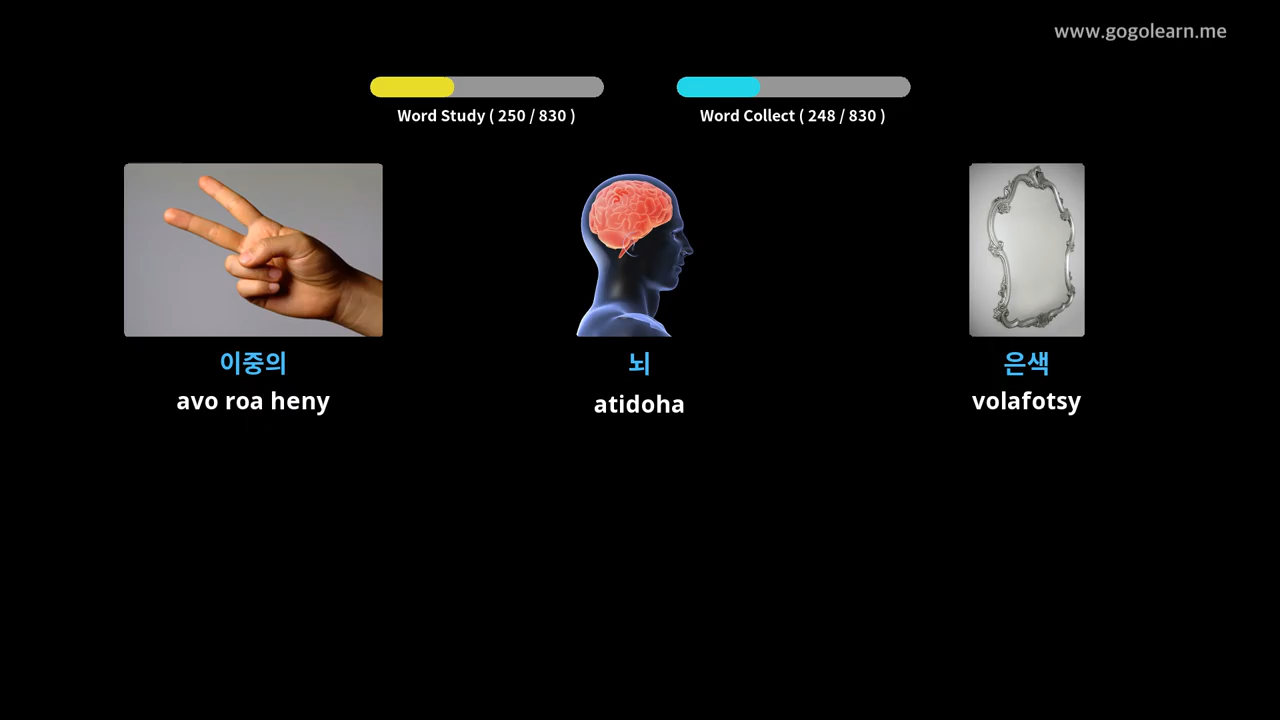 www.gogolearn.me
Word Study ( 250 / 830 )
Word Collect ( 248 / 830 )
이중의
avo roa heny
뇌
atidoha
은색
volafotsy